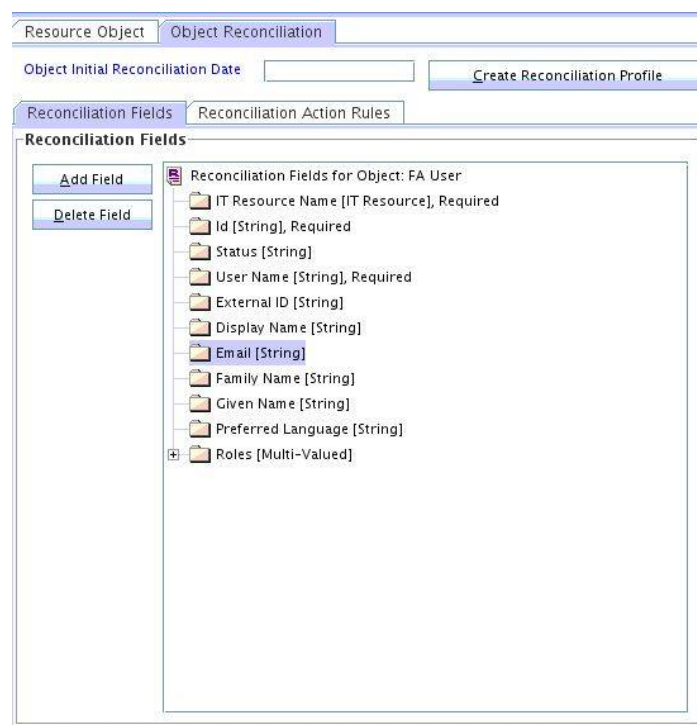 Resource Object Object Reconciliation
Object Initial Reconciliation Date Create Reconciliation Profile
Reconciliation Fields Reconciliation Action Rules
Reconciliation Fields
Add Field
Delete Field
Reconciliation Fields for Object: FA User
IT Resource Name [IT Resource], Required
Id [String], Required
Status [String]
User Name [String], Required
External ID [String]
Display Name [String]
Email [String]
Family Name [String]
Given Name [String]
Preferred Language [String]
Roles [Multi-Valued]